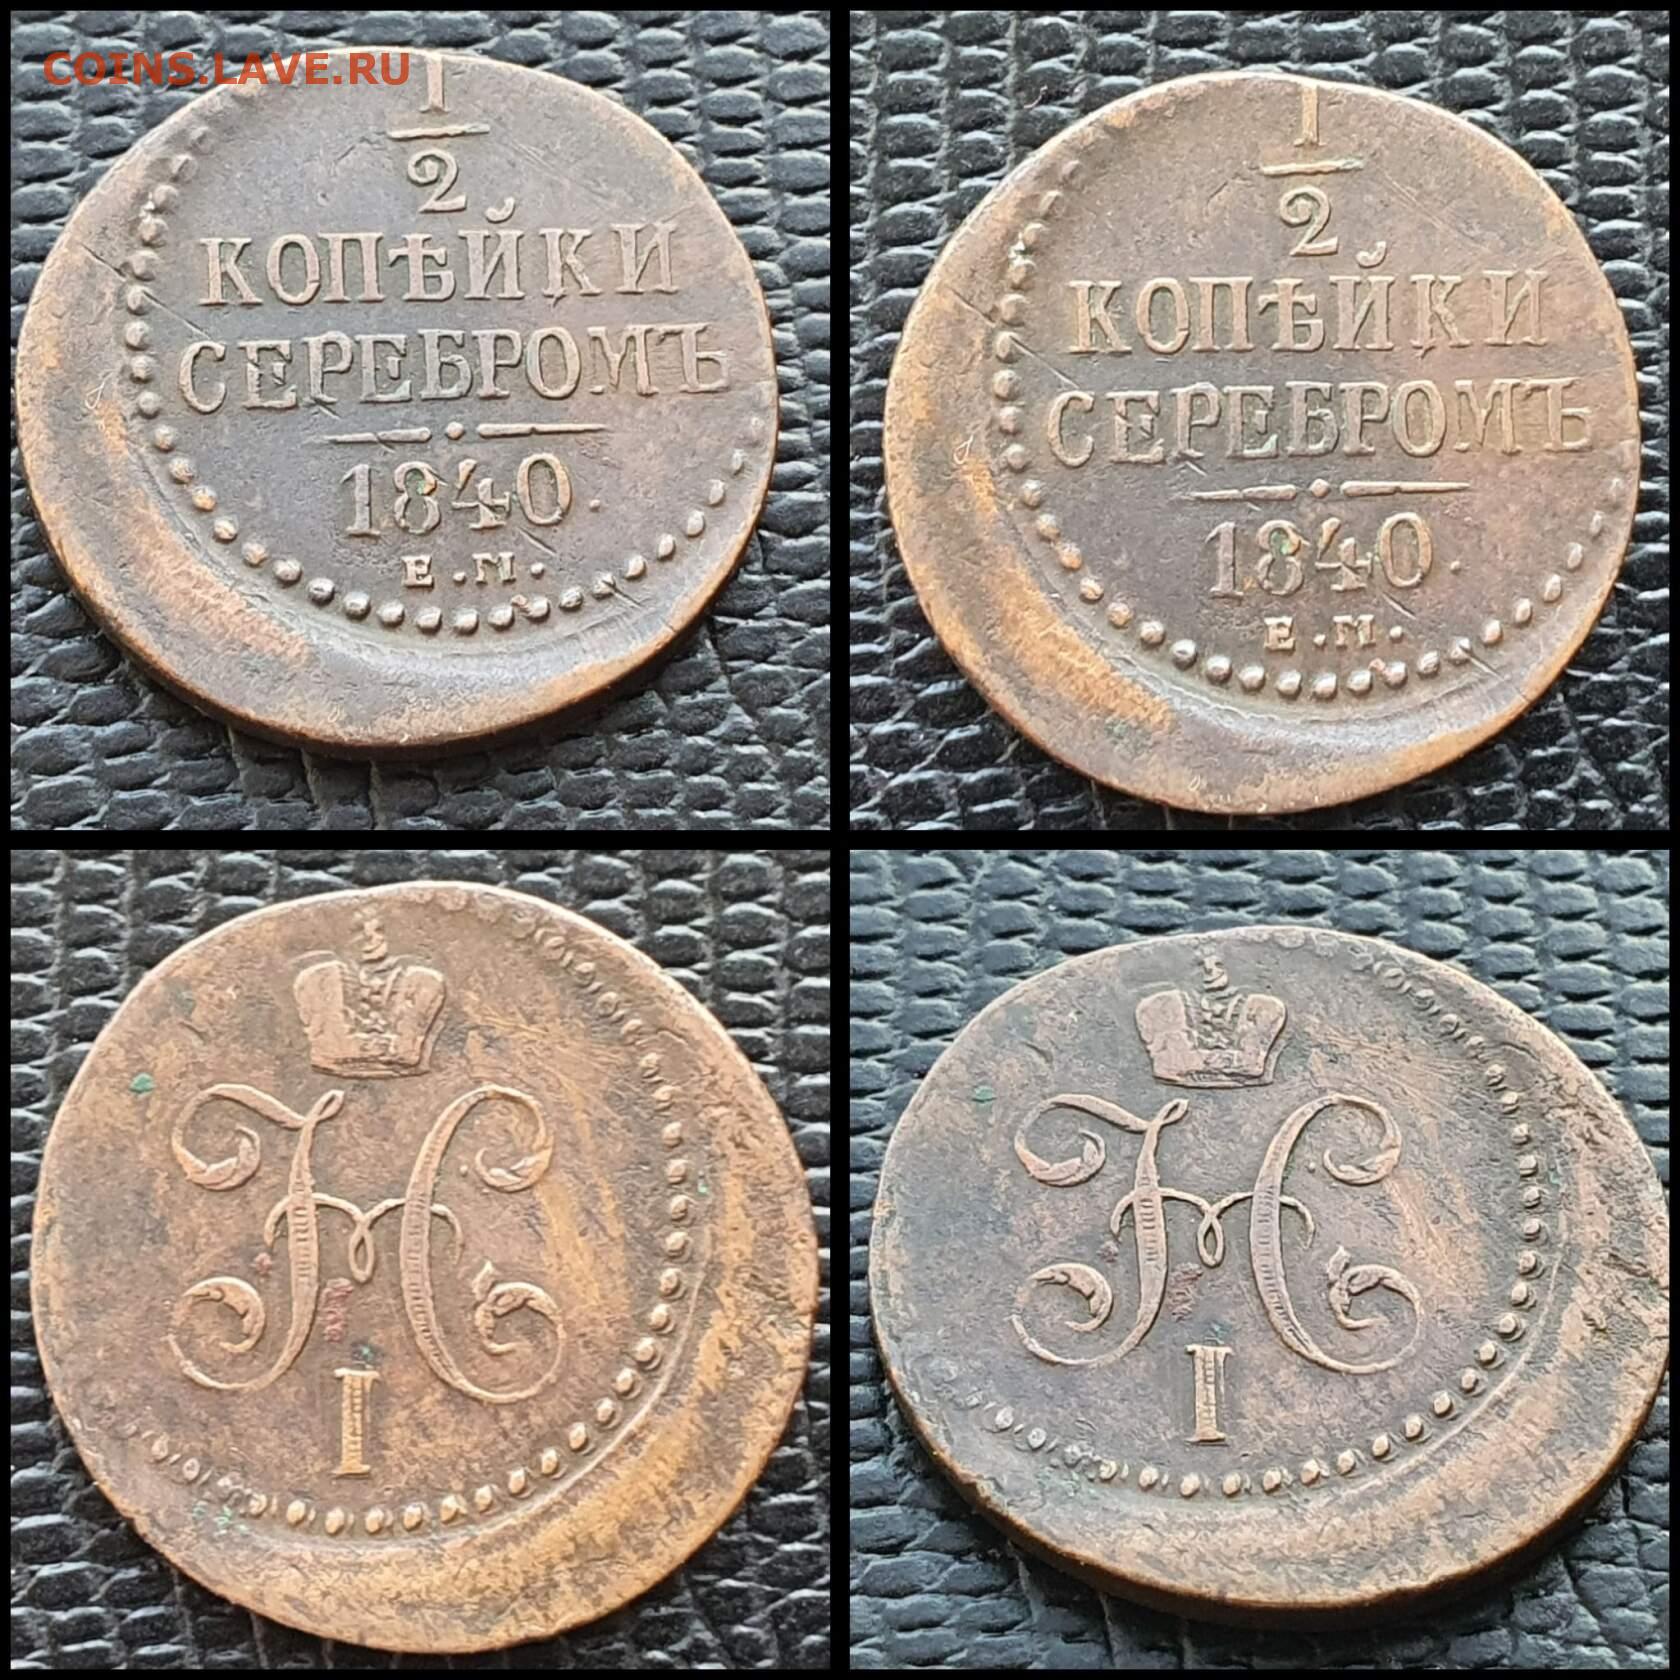 COINS.LAVE.RU
1
2
КОПѢЙКИ
СЕРЕБРОМЪ
1840.
Е.М.
1
2
КОПѢЙКИ
СЕРЕБРОМЪ
1840.
Е.М.
Н
I
Н
I